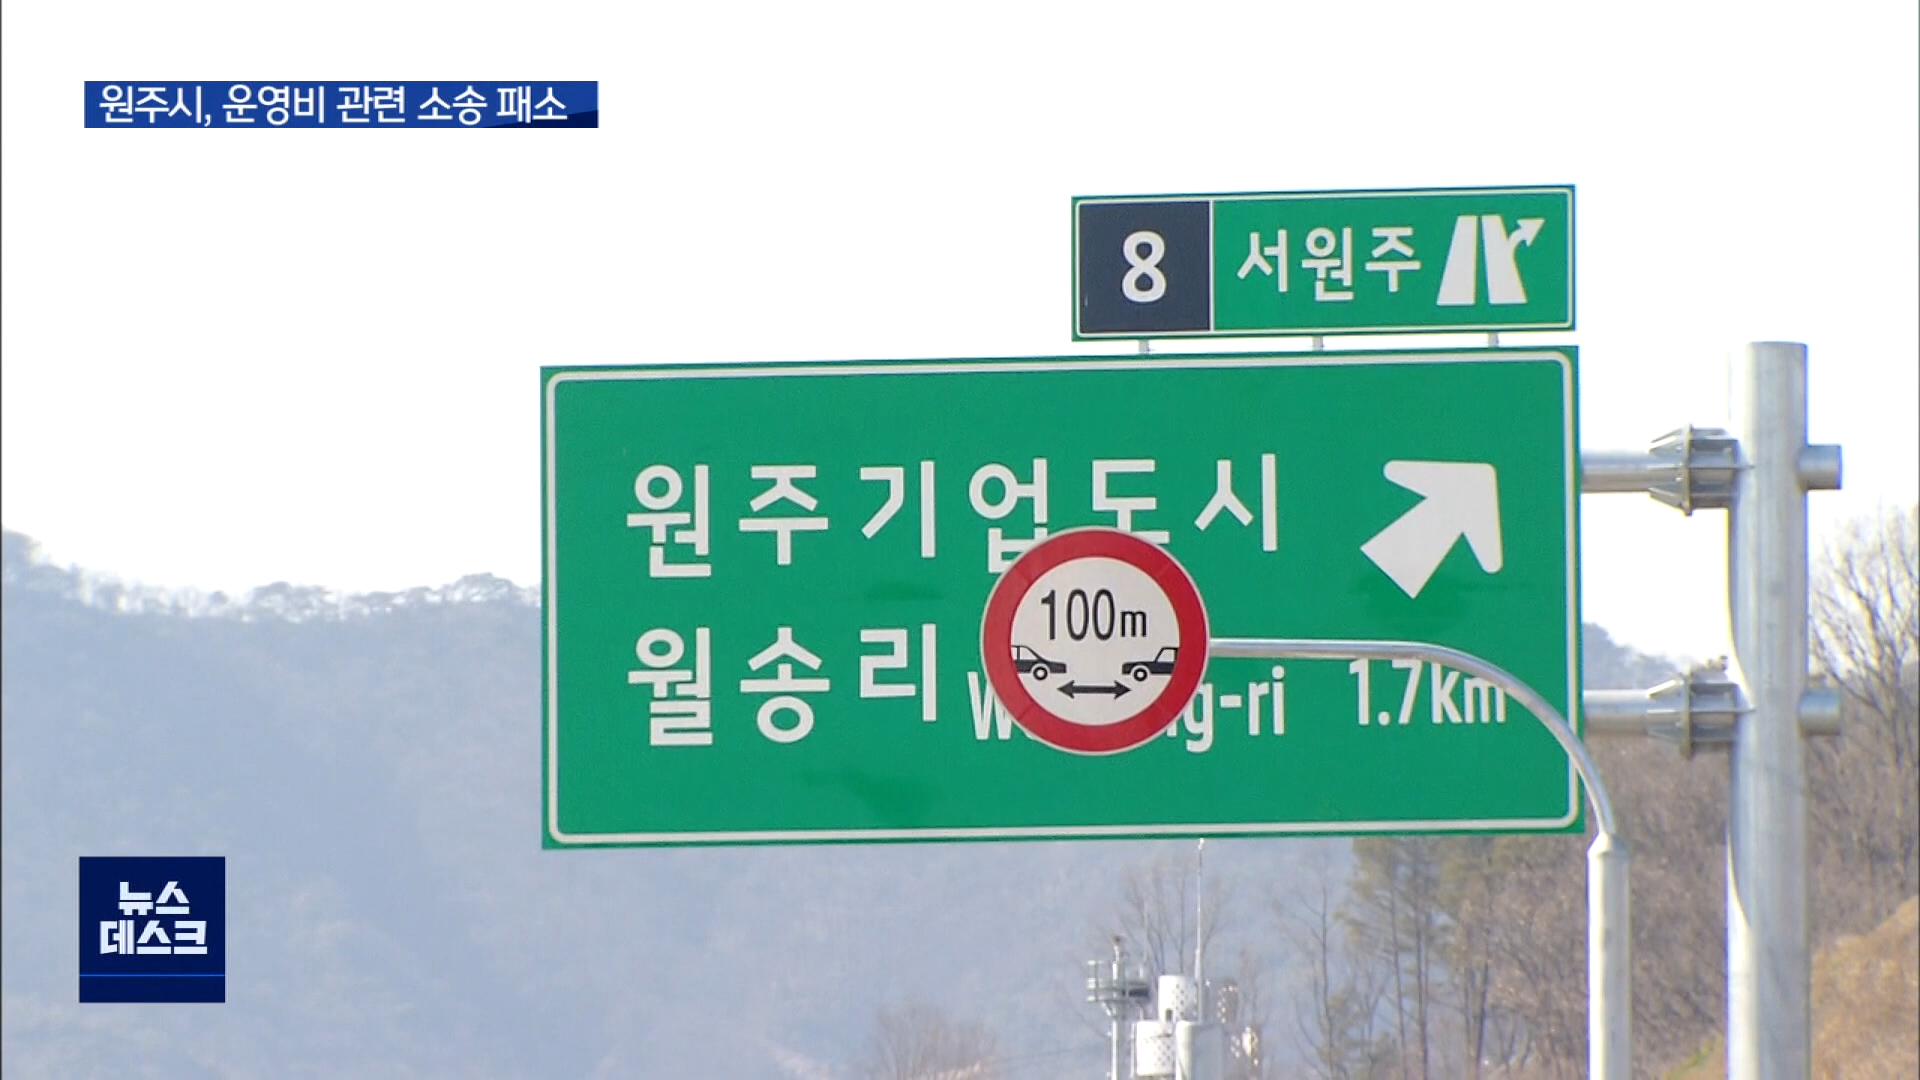 원주시, 운영비 관련 소송 패소
8 서원주
원주기업도시
100m
월송리 1.7km
뉴스
데스크